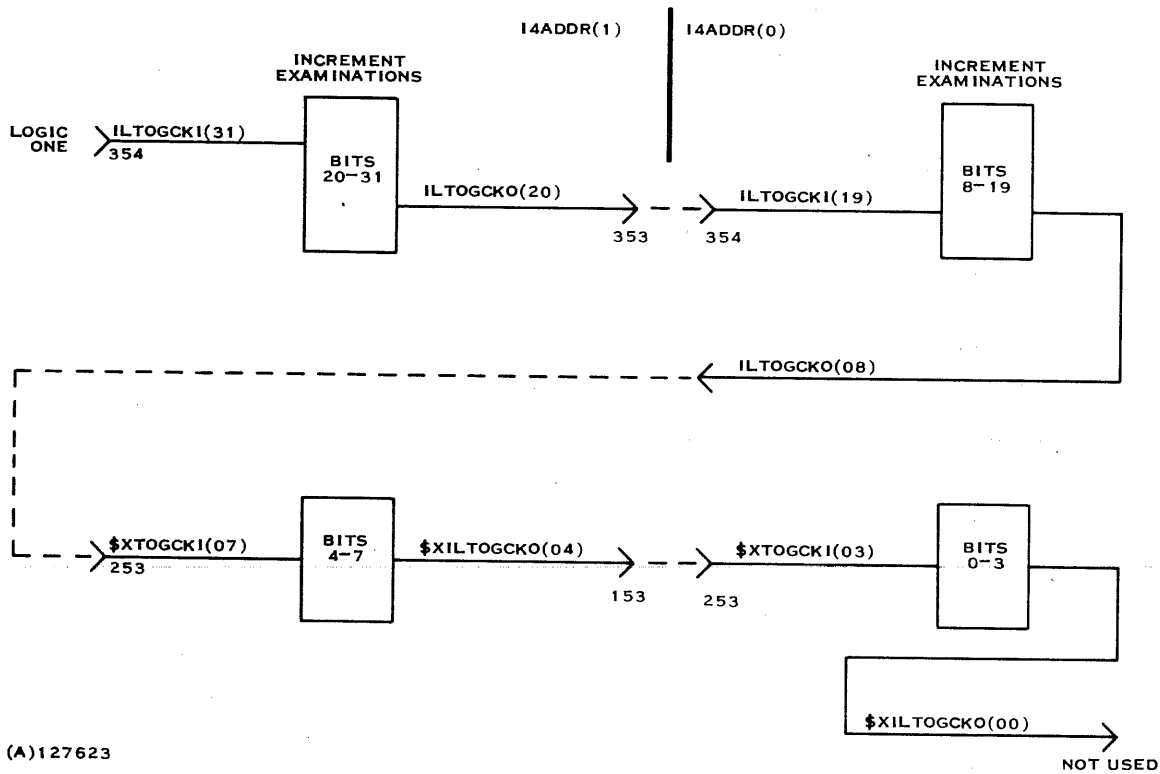 I4ADDR(1)
I4ADDR(0)
INCREMENT
EXAMINATIONS
INCREMENT
EXAMINATIONS
LOGIC
ONE
ILTOGCKI(31)
354
BITS
20-31
ILTOGCKO(20)
353
354
ILTOGCKI(19)
BITS
8-19
ILTOGCKO(08)
$XTOGCKI(07)
253
BITS
4-7
$XILTOGCKO(04)
153
253
$XTOGCKI(03)
BITS
0-3
$XILTOGCKO(00)
NOT USED
(A)127623